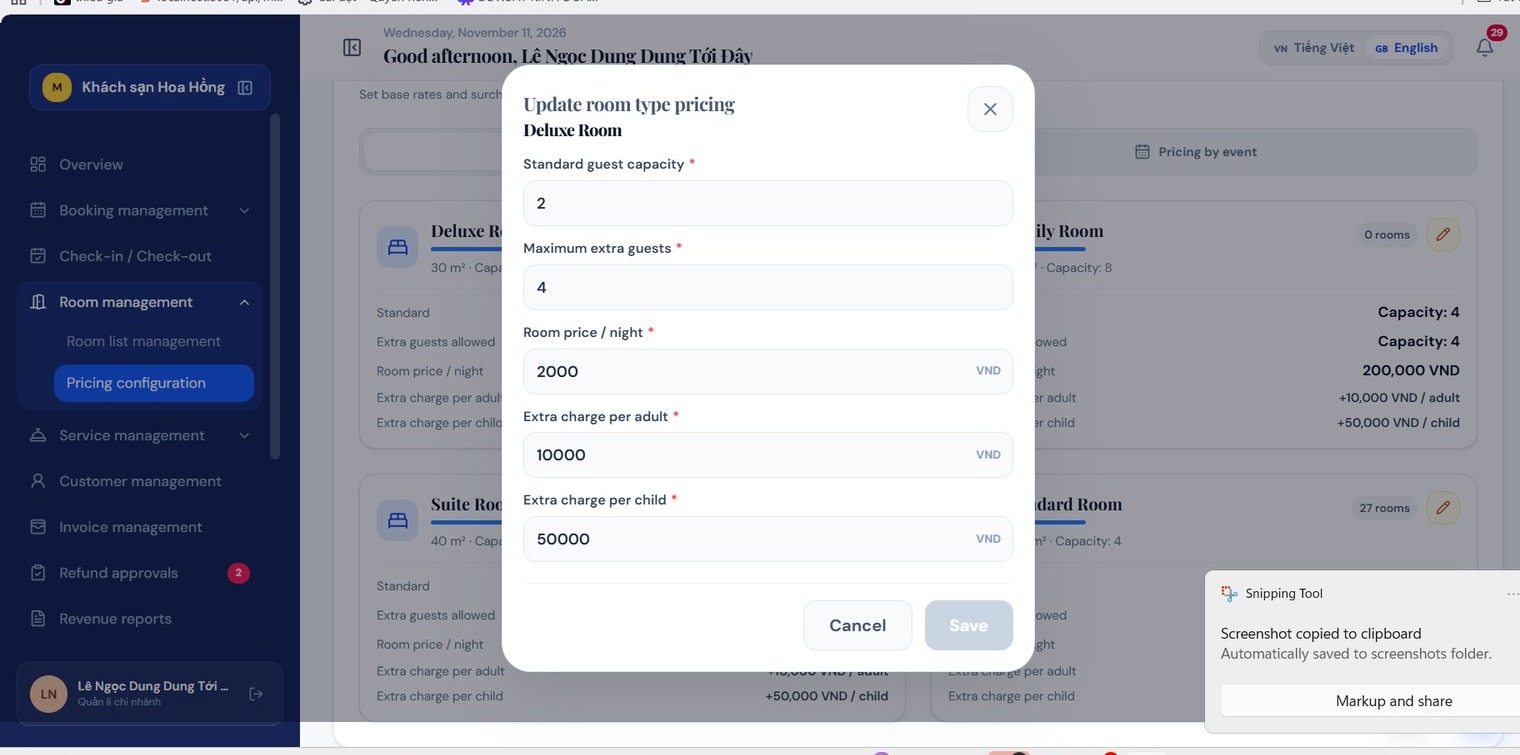 Wednesday, November 11, 2026
Good afternoon, Lê Ngọc Dung Dung Tới Đây
VN Tiếng Việt
GB English
29
M Khách sạn Hoa Hồng
Overview
Booking management
Check-in / Check-out
Room management
Room list management
Pricing configuration
Service management
Customer management
Invoice management
Refund approvals 2
Revenue reports
LN Lê Ngọc Dung Dung Tới ...
Quản lí chi nhánh
Set base rates and surch
Pricing by event
Deluxe R
30 m² · Capa
Standard
Extra guests allowed
Room price / night
Extra charge per adul
Extra charge per chil
ily Room
0 rooms
· Capacity: 8
Capacity: 4
owed
Capacity: 4
ght
200,000 VND
er adult
+10,000 VND / adult
er child
+50,000 VND / child
Suite Roo
40 m² · Capa
Standard
Extra guests allowed
Room price / night
Extra charge per adult
Extra charge per child
+50,000 VND / child
dard Room
27 rooms
m² · Capacity: 4
Extra charge per adult
Extra charge per child
Update room type pricing
Deluxe Room
Standard guest capacity *
2
Maximum extra guests *
4
Room price / night *
2000 VND
Extra charge per adult *
10000 VND
Extra charge per child *
50000 VND
Cancel
Save
Snipping Tool
...
Screenshot copied to clipboard
Automatically saved to screenshots folder.
Markup and share